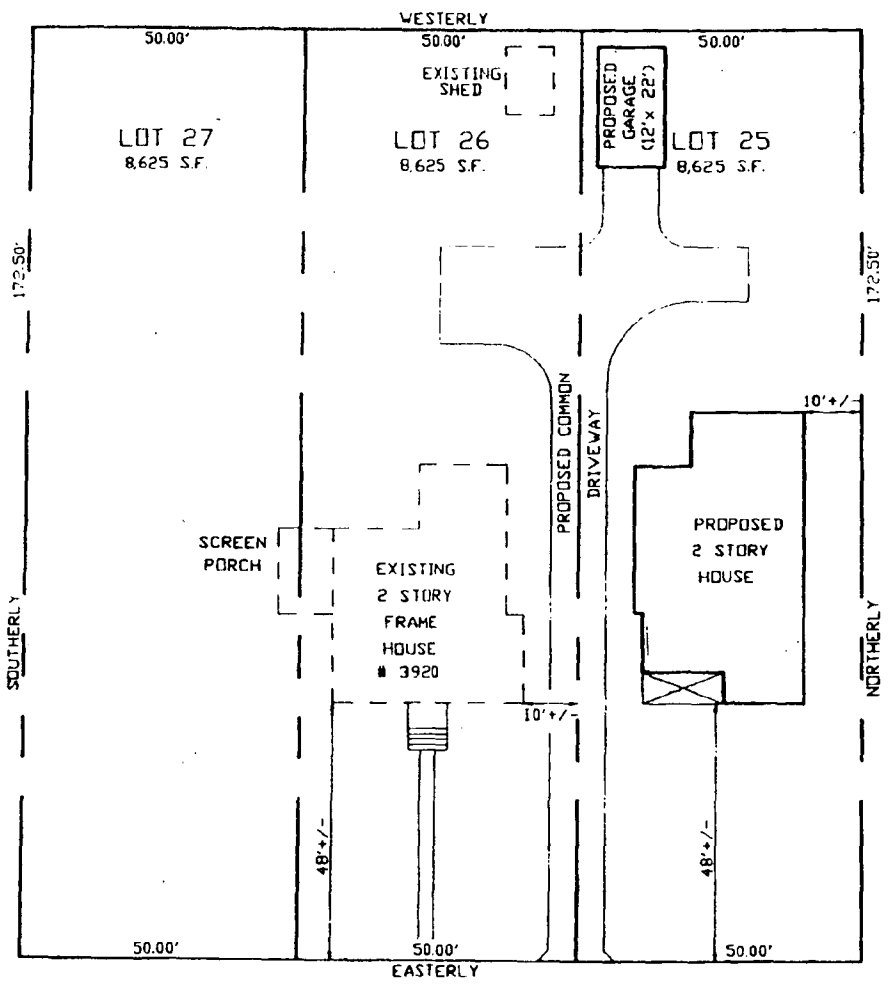 WESTERLY
50.00'
50.00'
50.00'
EXISTING
SHED
PROPOSED
GARAGE
(12' x 22')
LOT 27
8,625 S.F.
LOT 26
8,625 S.F.
LOT 25
8,625 S.F.
172.50'
172.50'
PROPOSED COMMON
DRIVEWAY
10'+/-
SCREEN
PORCH
EXISTING
2 STORY
FRAME
HOUSE
# 3920
PROPOSED
2 STORY
HOUSE
SOUTHERLY
NORTHERLY
10'+/-
48'+/-
48'+/-
50.00'
50.00'
50.00'
EASTERLY